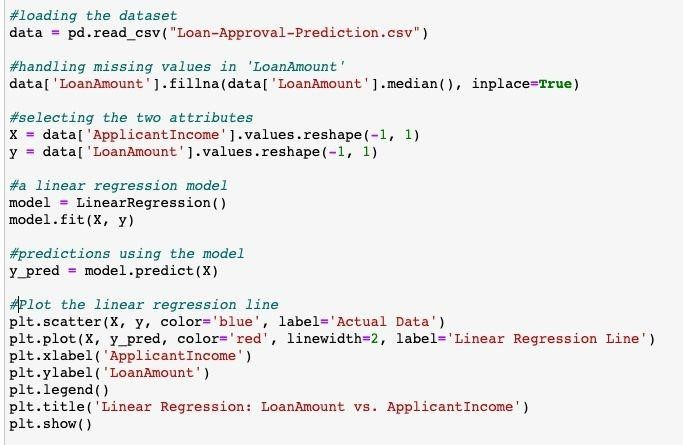 #loading the dataset
data = pd.read_csv("Loan-Approval-Prediction.csv")
#handling missing values in 'LoanAmount'
data['LoanAmount'].fillna(data['LoanAmount'].median(), inplace=True)
#selecting the two attributes
X = data['ApplicantIncome'].values.reshape(-1, 1)
y = data['LoanAmount'].values.reshape(-1, 1)
#a linear regression model
model = LinearRegression()
model.fit(X, y)
#predictions using the model
y_pred = model.predict(X)
#Plot the linear regression line
plt.scatter(X, y, color='blue', label='Actual Data')
plt.plot(X, y_pred, color='red', linewidth=2, label='Linear Regression Line')
plt.xlabel('ApplicantIncome')
plt.ylabel('LoanAmount')
plt.legend()
plt.title('Linear Regression: LoanAmount vs. ApplicantIncome')
plt.show()